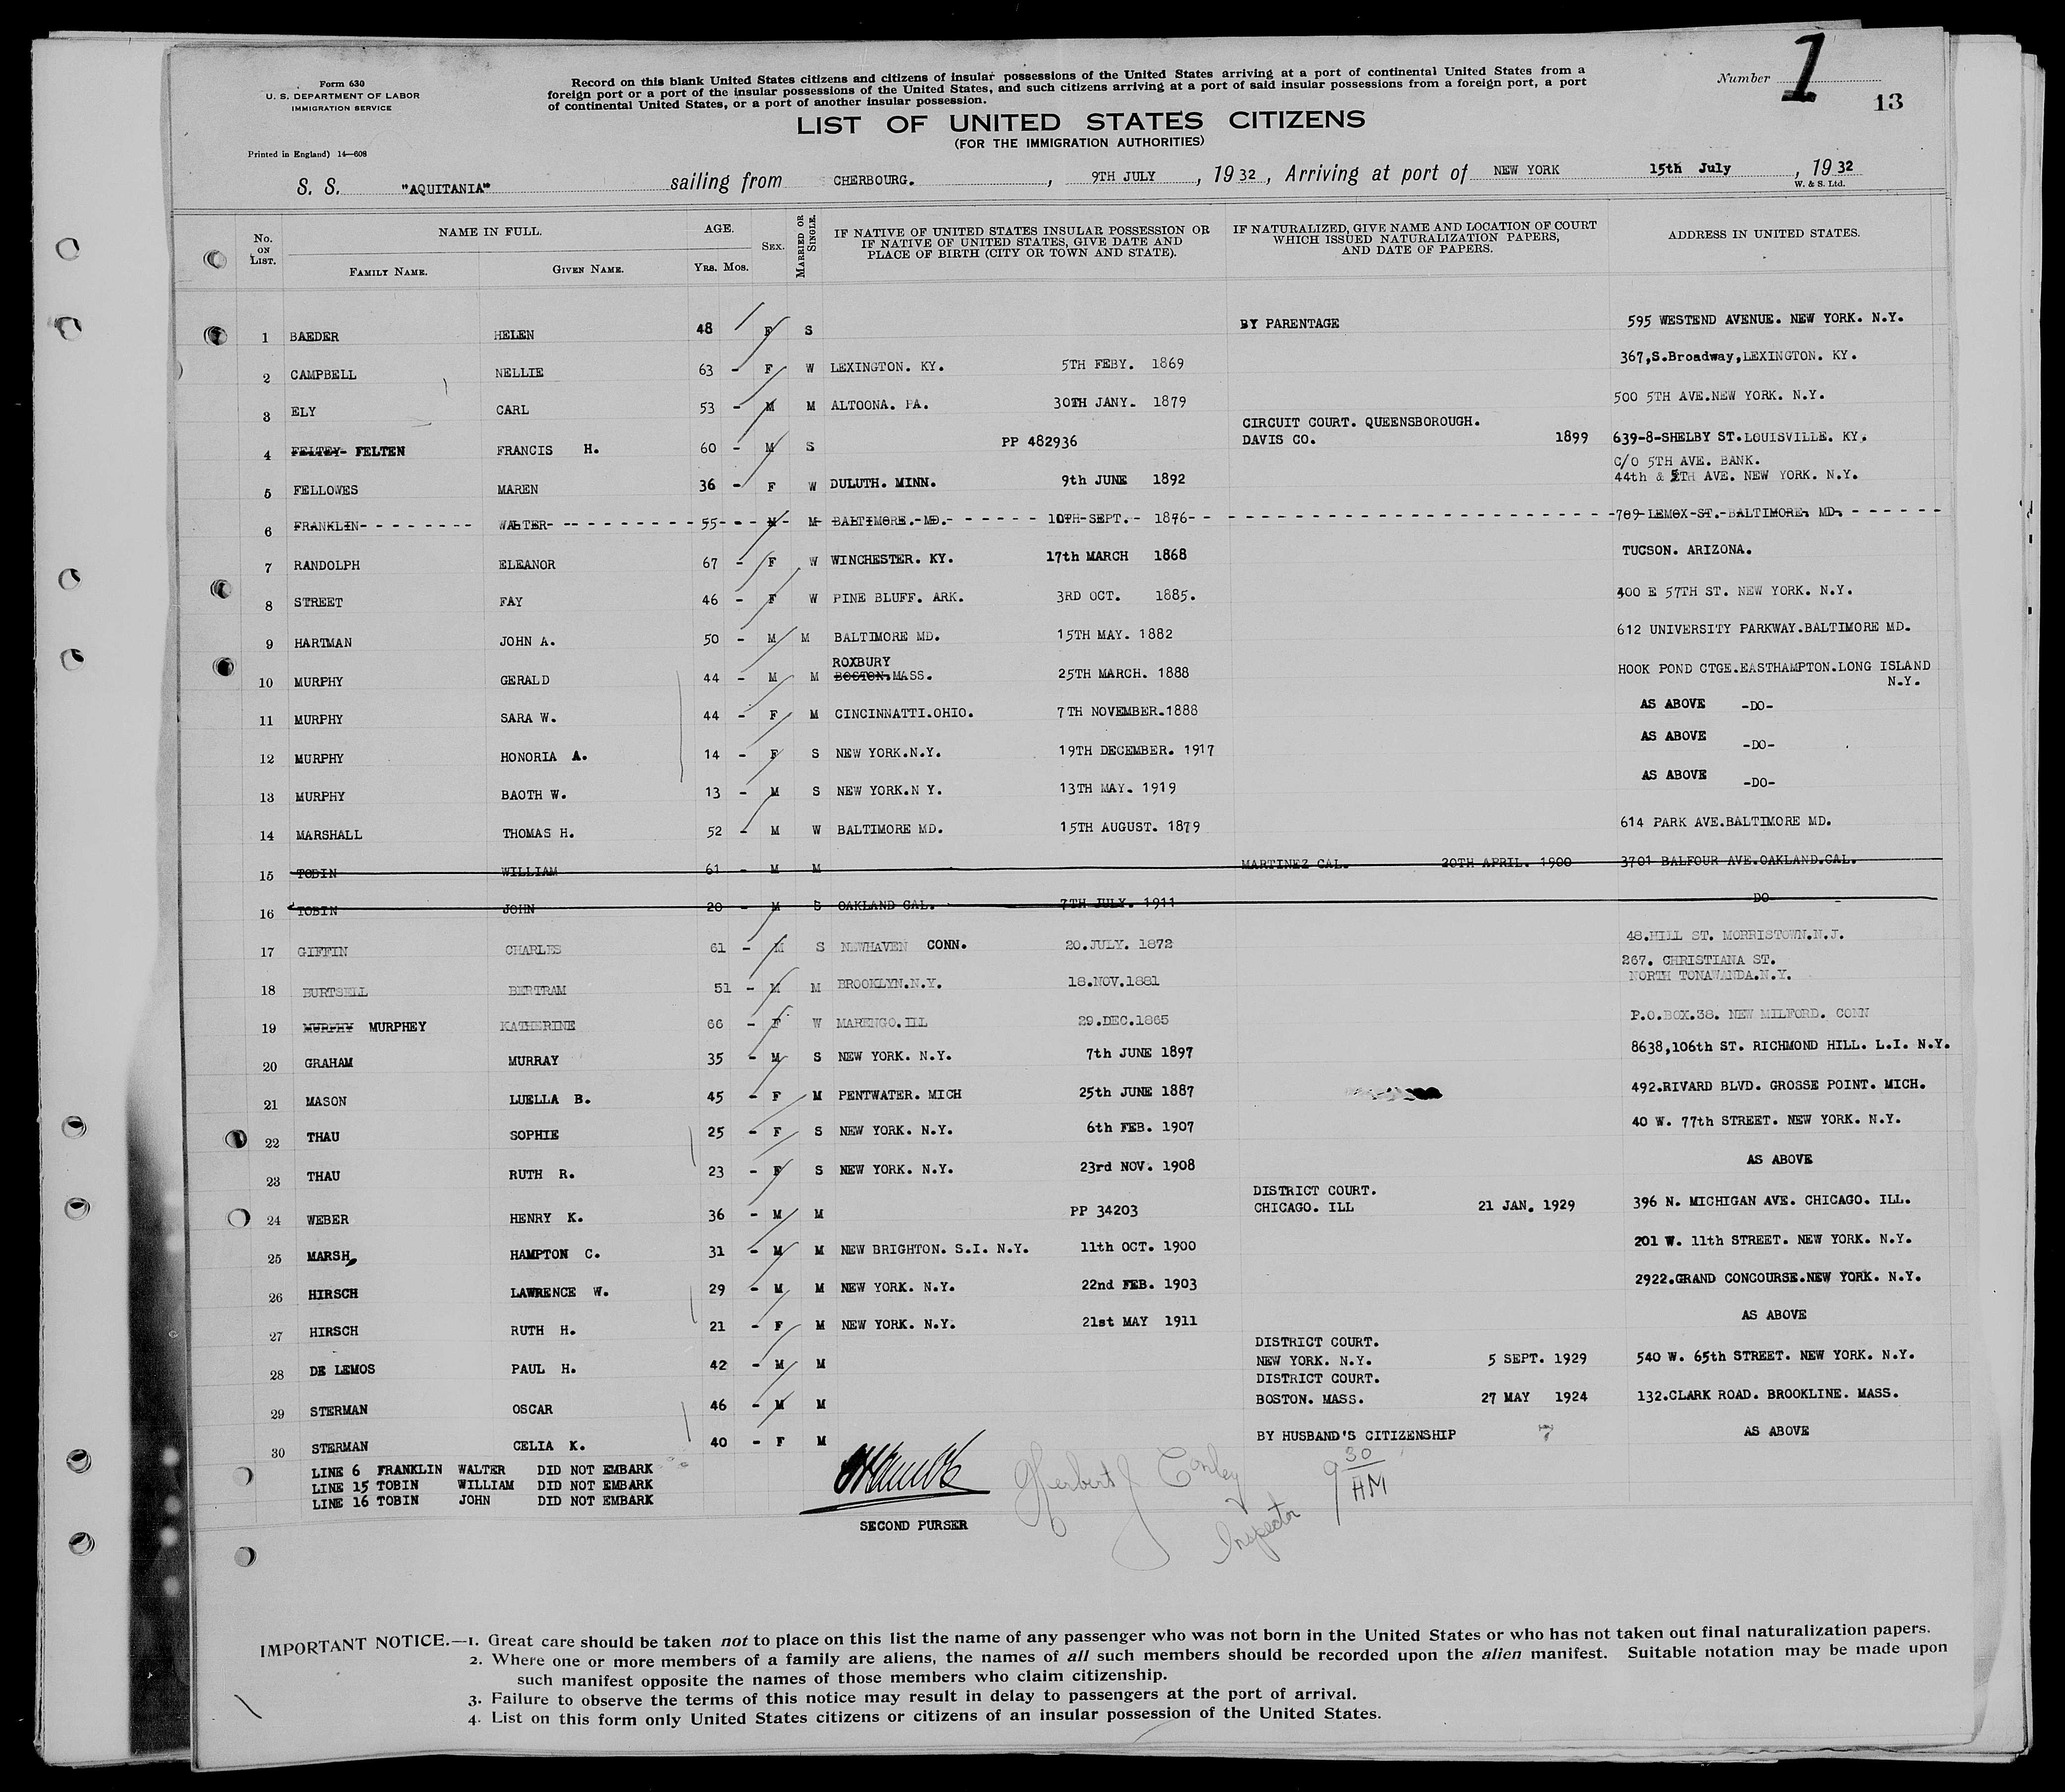 Form 630
U. S. DEPARTMENT OF LABOR
IMMIGRATION SERVICE
Printed in England) 14—608
Record on this blank United States citizens and citizens of insular possessions of the United States arriving at a port of continental United States from a
foreign port or a port of the insular possessions of the United States, and such citizens arriving at a port of said insular possessions from a foreign port, a port
of continental United States, or a port of another insular possession.
Number 1
13
LIST OF UNITED STATES CITIZENS
(FOR THE IMMIGRATION AUTHORITIES)
S. S. "AQUITANIA" sailing from CHERBOURG. , 9TH JULY , 1932 , Arriving at port of NEW YORK 15th July , 1932
W. & S. Ltd.
No. ON LIST. NAME IN FULL. AGE. SEX. MARRIED OR SINGLE. IF NATIVE OF UNITED STATES INSULAR POSSESSION OR IF NATIVE OF UNITED STATES, GIVE DATE AND PLACE OF BIRTH (CITY OR TOWN AND STATE). IF NATURALIZED, GIVE NAME AND LOCATION OF COURT WHICH ISSUED NATURALIZATION PAPERS, AND DATE OF PAPERS. ADDRESS IN UNITED STATES.
FAMILY NAME. GIVEN NAME. YRS. MOS.
1 BAEDER HELEN 48 F S BY PARENTAGE 595 WESTEND AVENUE. NEW YORK. N.Y.
2 CAMPBELL NELLIE 63 - F W LEXINGTON. KY. 5TH FEBY. 1869 367,S.Broadway,LEXINGTON. KY.
3 ELY CARL 53 - M M ALTOONA. PA. 30TH JANY. 1879 500 5TH AVE.NEW YORK. N.Y.
4 FELTEY- FELTEN FRANCIS H. 60 - M S PP 482936 CIRCUIT COURT. QUEENSBOROUGH. DAVIS CO. 1899 639-8-SHELBY ST.LOUISVILLE. KY.
5 FELLOWES MAREN 36 - F W DULUTH. MINN. 9th JUNE 1892 C/O 5TH AVE. BANK. 44th & 5TH AVE. NEW YORK. N.Y.
6 FRANKLIN WALTER 55 - M M BALTIMORE. MD. 10TH SEPT. 1876 789 LEMOX ST. BALTIMORE. MD.
7 RANDOLPH ELEANOR 67 - F W WINCHESTER. KY. 17th MARCH 1868 TUCSON. ARIZONA.
8 STREET FAY 46 - F W PINE BLUFF. ARK. 3RD OCT. 1885. 400 E 57TH ST. NEW YORK. N.Y.
9 HARTMAN JOHN A. 50 - M M BALTIMORE MD. 15TH MAY. 1882 612 UNIVERSITY PARKWAY.BALTIMORE MD.
10 MURPHY GERALD 44 - M M ROXBURY BOSTON.MASS. 25TH MARCH. 1888 HOOK POND CTGE.EASTHAMPTON.LONG ISLAND N.Y.
11 MURPHY SARA W. 44 - F M CINCINNATTI.OHIO. 7TH NOVEMBER.1888 AS ABOVE -DO-
12 MURPHY HONORIA A. 14 - F S NEW YORK.N.Y. 19TH DECEMBER. 1917 AS ABOVE -DO-
13 MURPHY BAOTH W. 13 - M S NEW YORK.N Y. 13TH MAY. 1919 AS ABOVE -DO-
14 MARSHALL THOMAS H. 52 - M W BALTIMORE MD. 15TH AUGUST. 1879 614 PARK AVE.BALTIMORE MD.
15 TOBIN WILLIAM 61 - M M MARTINEZ CAL. 20TH APRIL. 1900 3701 BALFOUR AVE.OAKLAND.CAL.
16 TOBIN JOHN 20 - M S OAKLAND CAL. 7TH JULY. 1911 DO -
17 GIFFIN CHARLES 61 - M S NEWHAVEN CONN. 20.JULY. 1872 48.HILL ST. MORRISTOWN.N.J.
18 BURTSELL BERTRAM 51 - M M BROOKLYN.N.Y. 18.NOV.1881 267. CHRISTIANA ST. NORTH TONAWANDA.N.Y.
19 MURPHY MURPHEY KATHERINE 66 - F W MARENGO.ILL 29.DEC.1865 P.O.BOX.38. NEW MILFORD. CONN
20 GRAHAM MURRAY 35 - M S NEW YORK. N.Y. 7th JUNE 1897 8638,106th ST. RICHMOND HILL. L.I. N.Y.
21 MASON LUELLA B. 45 - F M PENTWATER. MICH 25th JUNE 1887 492.RIVARD BLVD. GROSSE POINT. MICH.
22 THAU SOPHIE 25 - F S NEW YORK. N.Y. 6th FEB. 1907 40 W. 77th STREET. NEW YORK. N.Y.
23 THAU RUTH R. 23 - F S NEW YORK. N.Y. 23rd NOV. 1908 AS ABOVE
24 WEBER HENRY K. 36 - M M PP 34203 DISTRICT COURT. CHICAGO. ILL 21 JAN. 1929 396 N. MICHIGAN AVE. CHICAGO. ILL.
25 MARSH, HAMPTON C. 31 - M M NEW BRIGHTON. S.I. N.Y. 11th OCT. 1900 201 W. 11th STREET. NEW YORK. N.Y.
26 HIRSCH LAWRENCE W. 29 - M M NEW YORK. N.Y. 22nd FEB. 1903 2922.GRAND CONCOURSE.NEW YORK. N.Y.
27 HIRSCH RUTH H. 21 - F M NEW YORK. N.Y. 21st MAY 1911 AS ABOVE
28 DE LEMOS PAUL H. 42 - M M DISTRICT COURT. NEW YORK. N.Y. 5 SEPT. 1929 540 W. 65th STREET. NEW YORK. N.Y.
29 STERMAN OSCAR 46 - M M DISTRICT COURT. BOSTON. MASS. 27 MAY 1924 132.CLARK ROAD. BROOKLINE. MASS.
30 STERMAN CELIA K. 40 - F M BY HUSBAND'S CITIZENSHIP 7 AS ABOVE
LINE 6 FRANKLIN WALTER DID NOT EMBARK
LINE 15 TOBIN WILLIAM DID NOT EMBARK
LINE 16 TOBIN JOHN DID NOT EMBARK
SECOND PURSER
Herbert J Conley
Inspector
9 30 AM
IMPORTANT NOTICE.—1. Great care should be taken not to place on this list the name of any passenger who was not born in the United States or who has not taken out final naturalization papers.
2. Where one or more members of a family are aliens, the names of all such members should be recorded upon the alien manifest. Suitable notation may be made upon
such manifest opposite the names of those members who claim citizenship.
3. Failure to observe the terms of this notice may result in delay to passengers at the port of arrival.
4. List on this form only United States citizens or citizens of an insular possession of the United States.